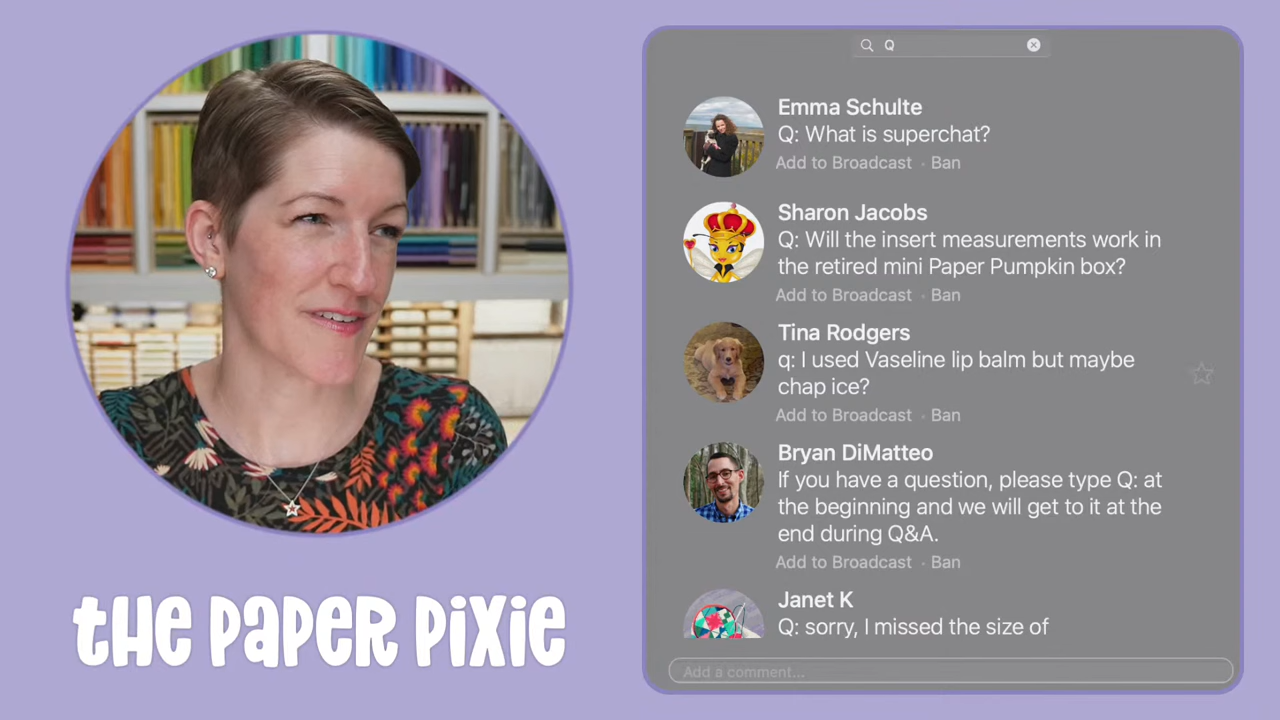 the paper pixie
Q
Emma Schulte
Q: What is superchat?
Add to Broadcast · Ban
Sharon Jacobs
Q: Will the insert measurements work in
the retired mini Paper Pumpkin box?
Add to Broadcast · Ban
Tina Rodgers
q: I used Vaseline lip balm but maybe
chap ice?
Add to Broadcast · Ban
Bryan DiMatteo
If you have a question, please type Q: at
the beginning and we will get to it at the
end during Q&A.
Add to Broadcast · Ban
Janet K
Q: sorry, I missed the size of
Add a comment...